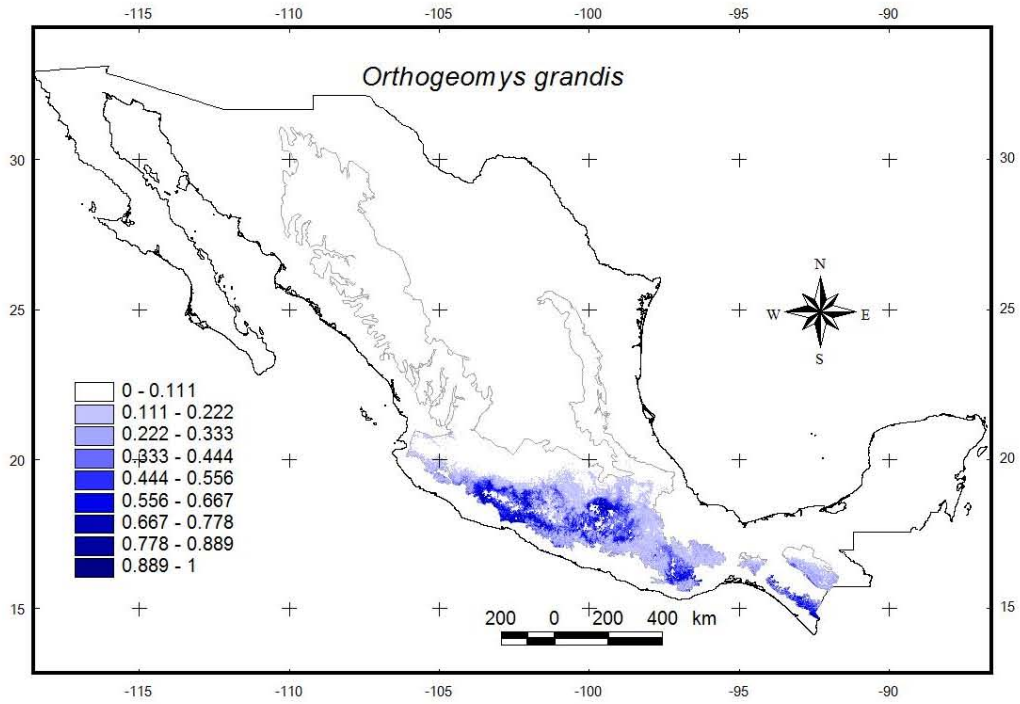 -115 -110 -105 -100 -95 -90
Orthogeomys grandis
30 30
N
25 W E 25
S
0 - 0.111
0.111 - 0.222
0.222 - 0.333
0.333 - 0.444
0.444 - 0.556
0.556 - 0.667
0.667 - 0.778
0.778 - 0.889
0.889 - 1
20 20
15 15
200 0 200 400 km
-115 -110 -105 -100 -95 -90